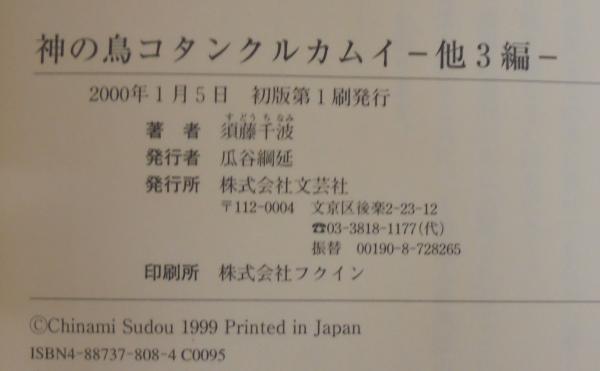 神の鳥コタンクルカムイ－他3編－
2000年1月5日　初版第1刷発行
すどうちなみ
著　者　須藤千波
発行者　瓜谷綱延
発行所　株式会社文芸社
〒112-0004　文京区後楽2-23-12
☎03-3818-1177(代)
振替　00190-8-728265
印刷所　株式会社フクイン
©Chinami Sudou 1999 Printed in Japan
ISBN4-88737-808-4 C0095